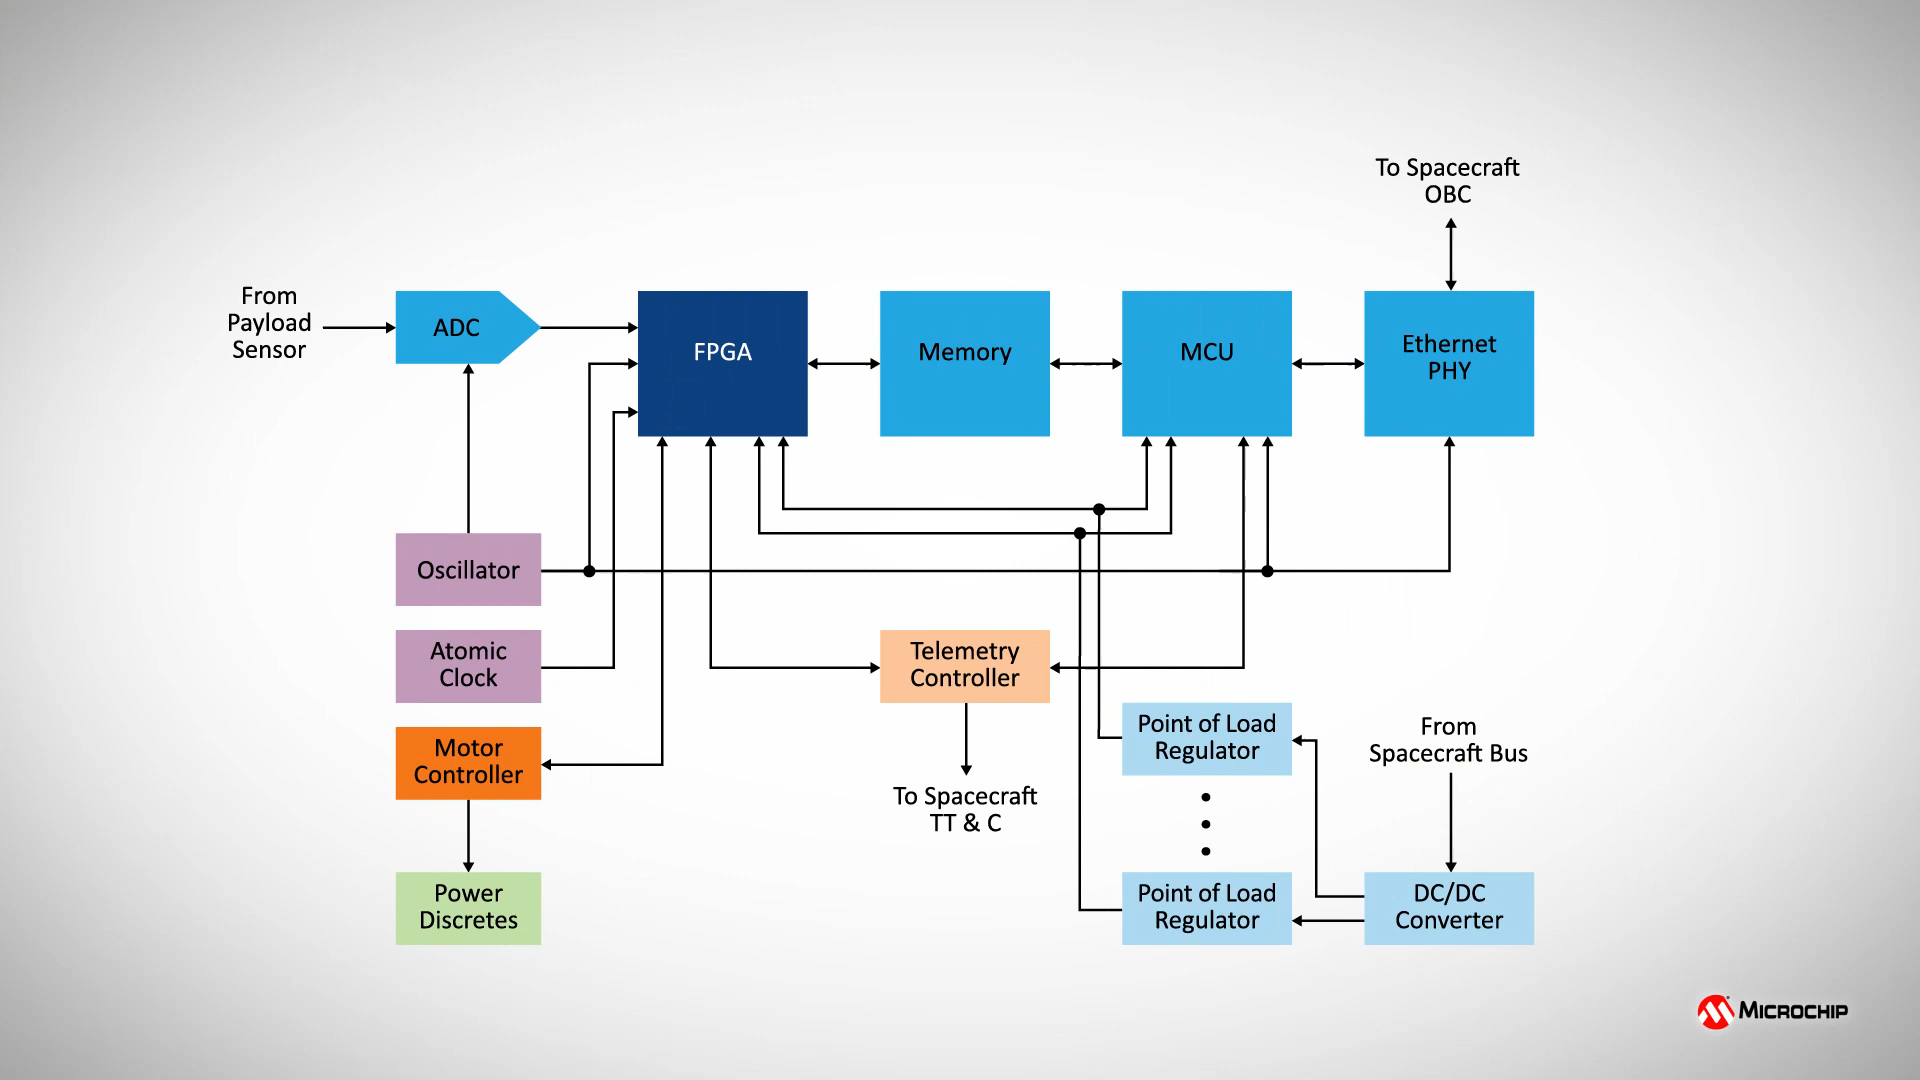 To Spacecraft
OBC
From
Payload
Sensor
ADC
FPGA
Memory
MCU
Ethernet
PHY
Oscillator
Atomic
Clock
Telemetry
Controller
Motor
Controller
Point of Load
Regulator
From
Spacecraft Bus
To Spacecraft
TT & C
Power
Discretes
Point of Load
Regulator
DC/DC
Converter
MICROCHIP